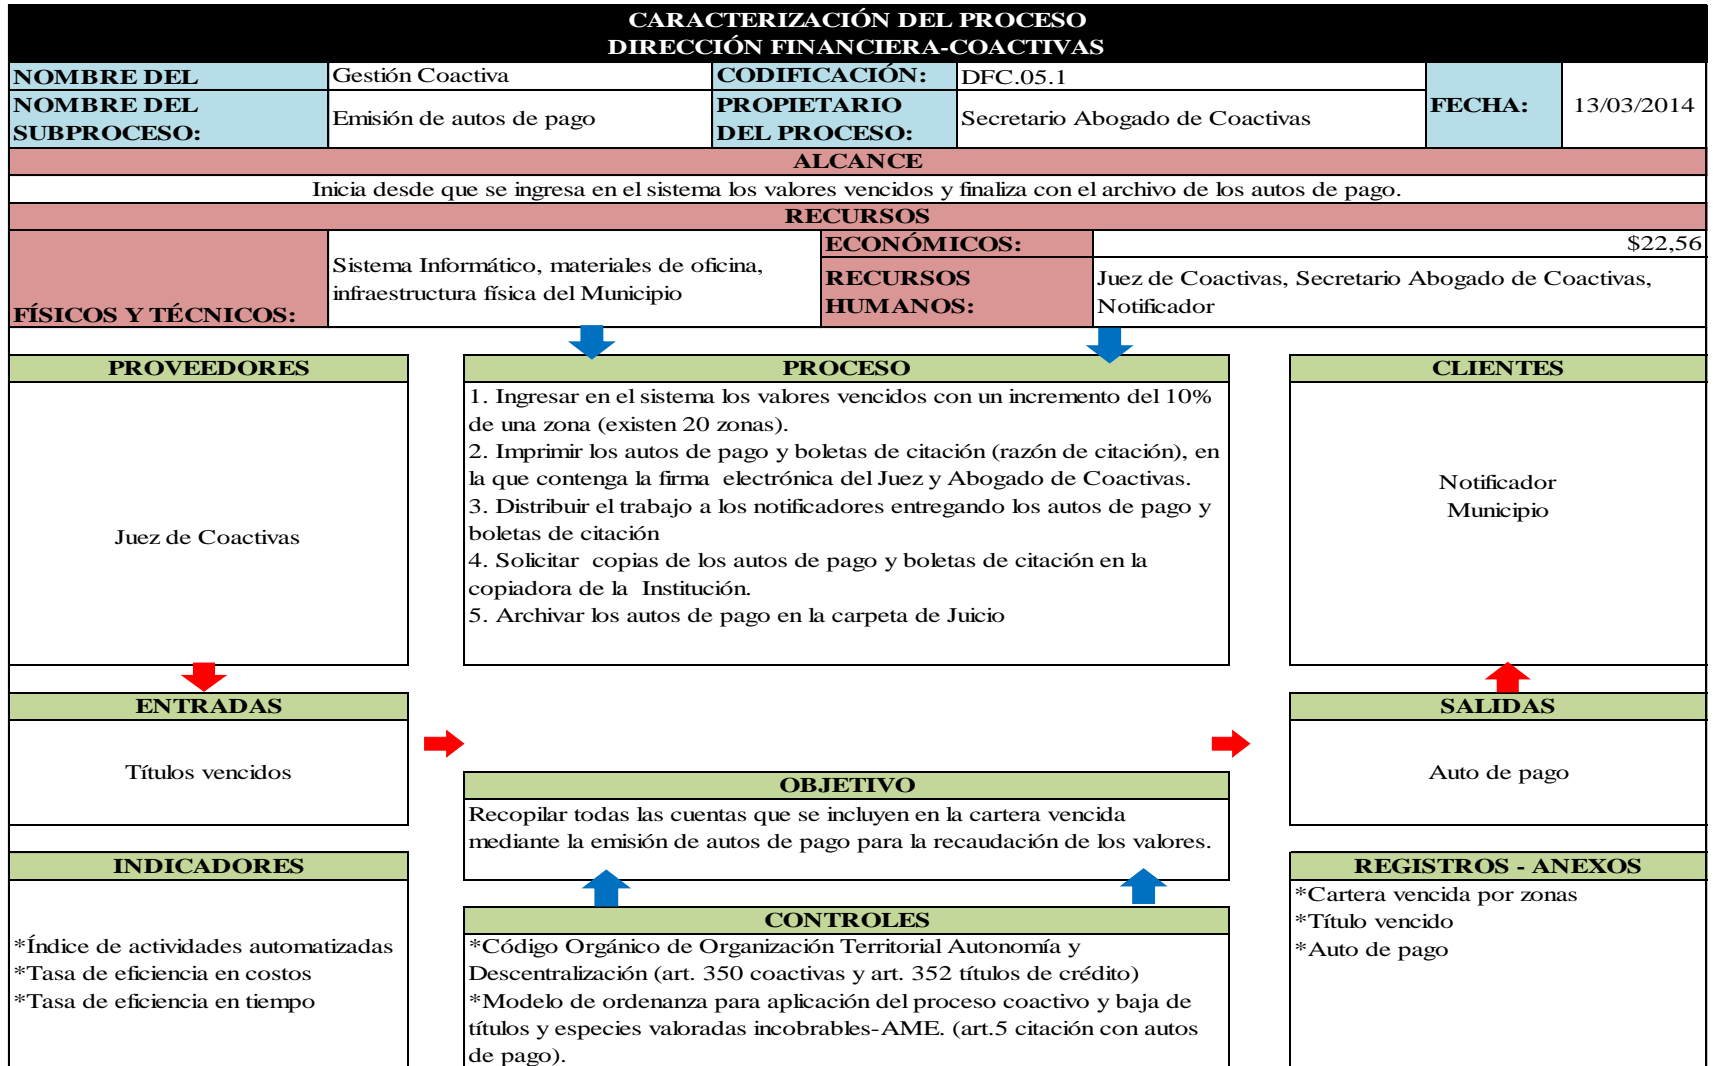 CARACTERIZACIÓN DEL PROCESO
DIRECCIÓN FINANCIERA-COACTIVAS
NOMBRE DEL
Gestión Coactiva
CODIFICACIÓN:
DFC.05.1
FECHA:
13/03/2014
NOMBRE DEL
SUBPROCESO:
Emisión de autos de pago
PROPIETARIO
DEL PROCESO:
Secretario Abogado de Coactivas
ALCANCE
Inicia desde que se ingresa en el sistema los valores vencidos y finaliza con el archivo de los autos de pago.
RECURSOS
FÍSICOS Y TÉCNICOS:
Sistema Informático, materiales de oficina,
infraestructura física del Municipio
ECONÓMICOS:
$22,56
RECURSOS
HUMANOS:
Juez de Coactivas, Secretario Abogado de Coactivas,
Notificador
PROVEEDORES
Juez de Coactivas
PROCESO
1. Ingresar en el sistema los valores vencidos con un incremento del 10%
de una zona (existen 20 zonas).
2. Imprimir los autos de pago y boletas de citación (razón de citación), en
la que contenga la firma  electrónica del Juez y Abogado de Coactivas.
3. Distribuir el trabajo a los notificadores entregando los autos de pago y
boletas de citación
4. Solicitar  copias de los autos de pago y boletas de citación en la
copiadora de la  Institución.
5. Archivar los autos de pago en la carpeta de Juicio
CLIENTES
Notificador
Municipio
ENTRADAS
Títulos vencidos
SALIDAS
Auto de pago
OBJETIVO
Recopilar todas las cuentas que se incluyen en la cartera vencida
mediante la emisión de autos de pago para la recaudación de los valores.
INDICADORES
*Índice de actividades automatizadas
*Tasa de eficiencia en costos
*Tasa de eficiencia en tiempo
CONTROLES
*Código Orgánico de Organización Territorial Autonomía y
Descentralización (art. 350 coactivas y art. 352 títulos de crédito)
*Modelo de ordenanza para aplicación del proceso coactivo y baja de
títulos y especies valoradas incobrables-AME. (art.5 citación con autos
de pago).
REGISTROS - ANEXOS
*Cartera vencida por zonas
*Título vencido
*Auto de pago